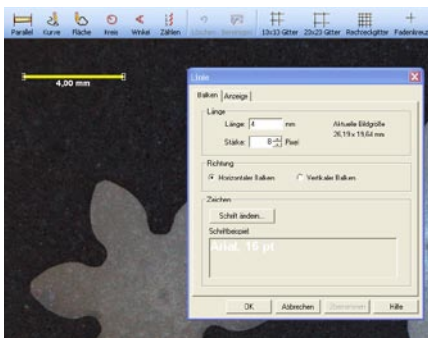 Parallel Kurve Fläche Kreis Winkel Zählen Löschen 13x13 Gitter 23x23 Gitter Rachteckgitter Fadenkreuz
4,00 mm
Linie
Balken Anzeige
Länge
Länge: 4 mm Aktuelle Bildgröße
Stärke: 8 Pixel 26,19 x 19,64 mm
Richtung
Horizontaler Balken Vertikaler Balken
Zeichen
Schrift ändern...
Schriftbeispiel
Arial, 16 pt
OK Abbrechen Übernehmen Hilfe